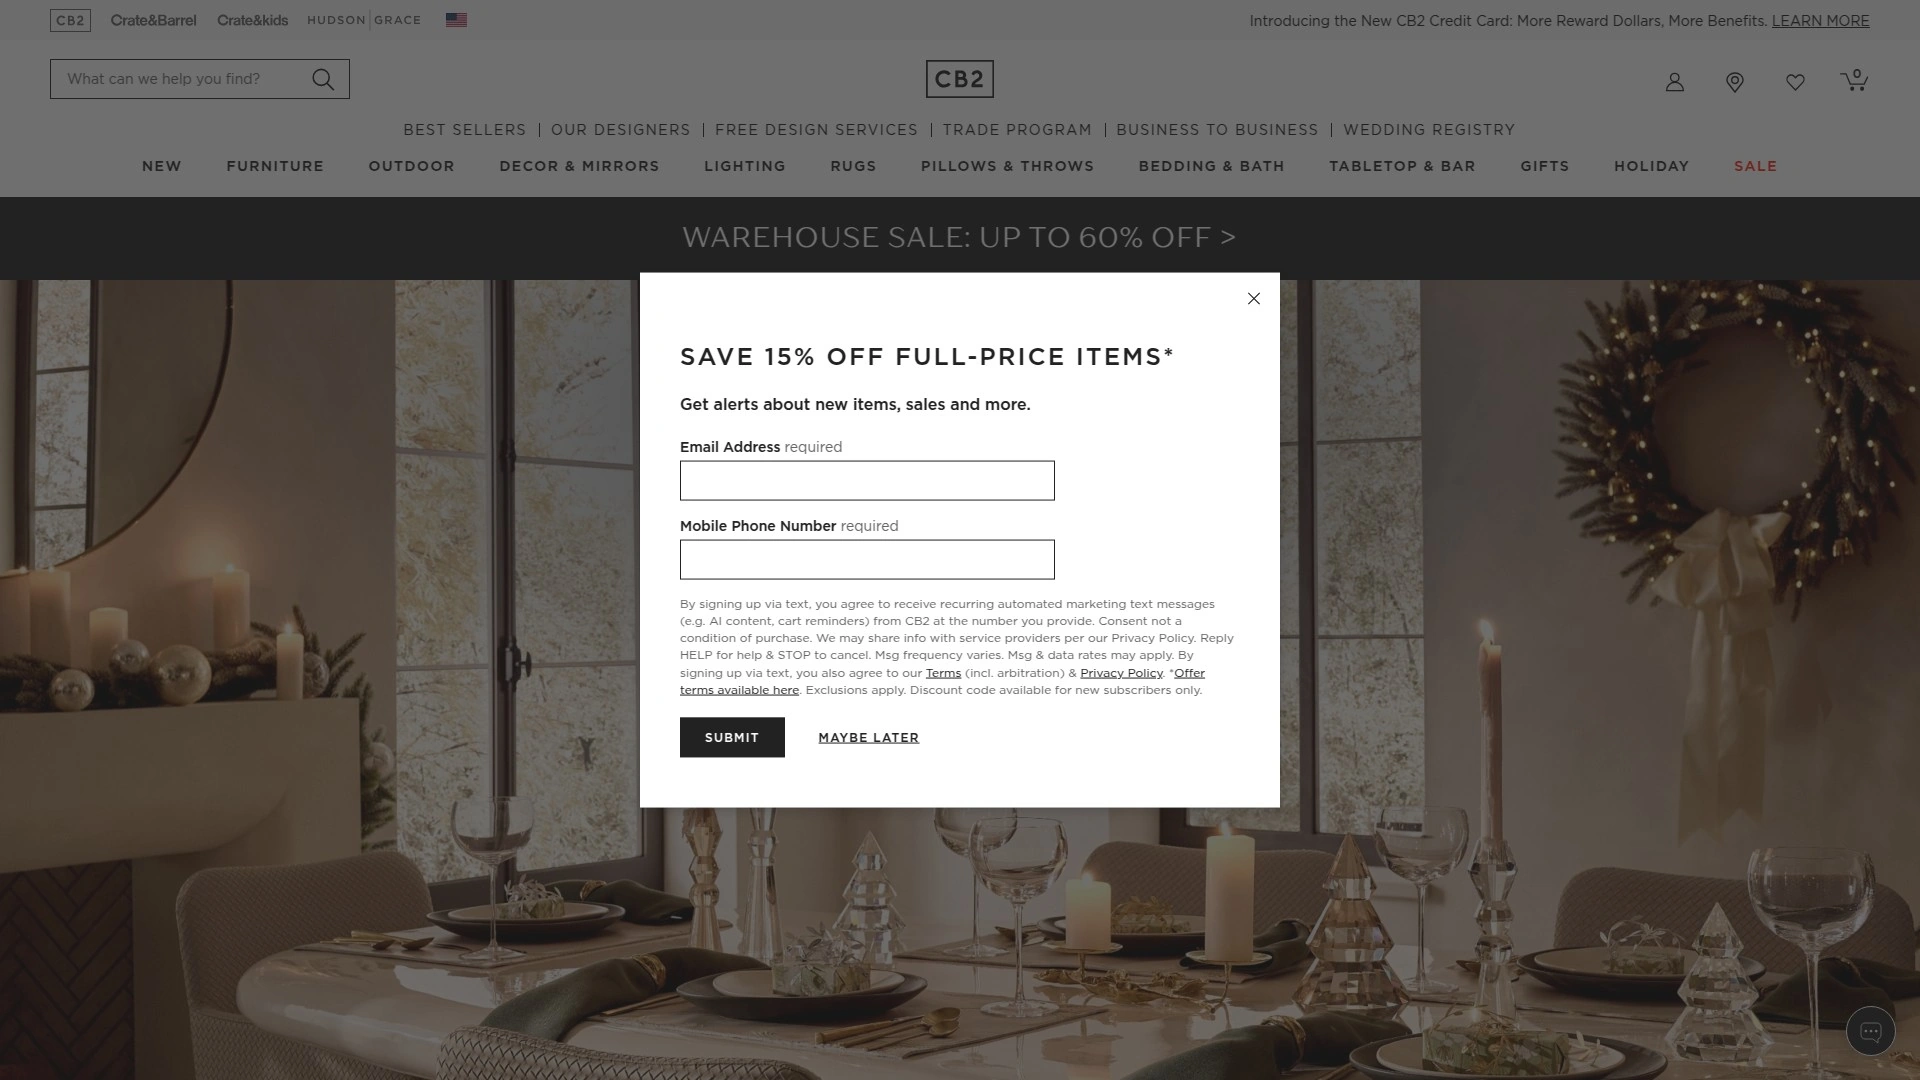 CB2 Crate&Barrel Crate&kids HUDSON GRACE
Introducing the New CB2 Credit Card: More Reward Dollars, More Benefits. LEARN MORE
What can we help you find?
CB2
0
BEST SELLERS OUR DESIGNERS FREE DESIGN SERVICES TRADE PROGRAM BUSINESS TO BUSINESS WEDDING REGISTRY
NEW FURNITURE OUTDOOR DECOR & MIRRORS LIGHTING RUGS PILLOWS & THROWS BEDDING & BATH TABLETOP & BAR GIFTS HOLIDAY SALE
WAREHOUSE SALE: UP TO 60% OFF >
SAVE 15% OFF FULL-PRICE ITEMS*
Get alerts about new items, sales and more.
Email Address required
Mobile Phone Number required
By signing up via text, you agree to receive recurring automated marketing text messages
(e.g. AI content, cart reminders) from CB2 at the number you provide. Consent not a
condition of purchase. We may share info with service providers per our Privacy Policy. Reply
HELP for help & STOP to cancel. Msg frequency varies. Msg & data rates may apply. By
signing up via text, you also agree to our Terms (incl. arbitration) & Privacy Policy. *Offer
terms available here. Exclusions apply. Discount code available for new subscribers only.
SUBMIT MAYBE LATER